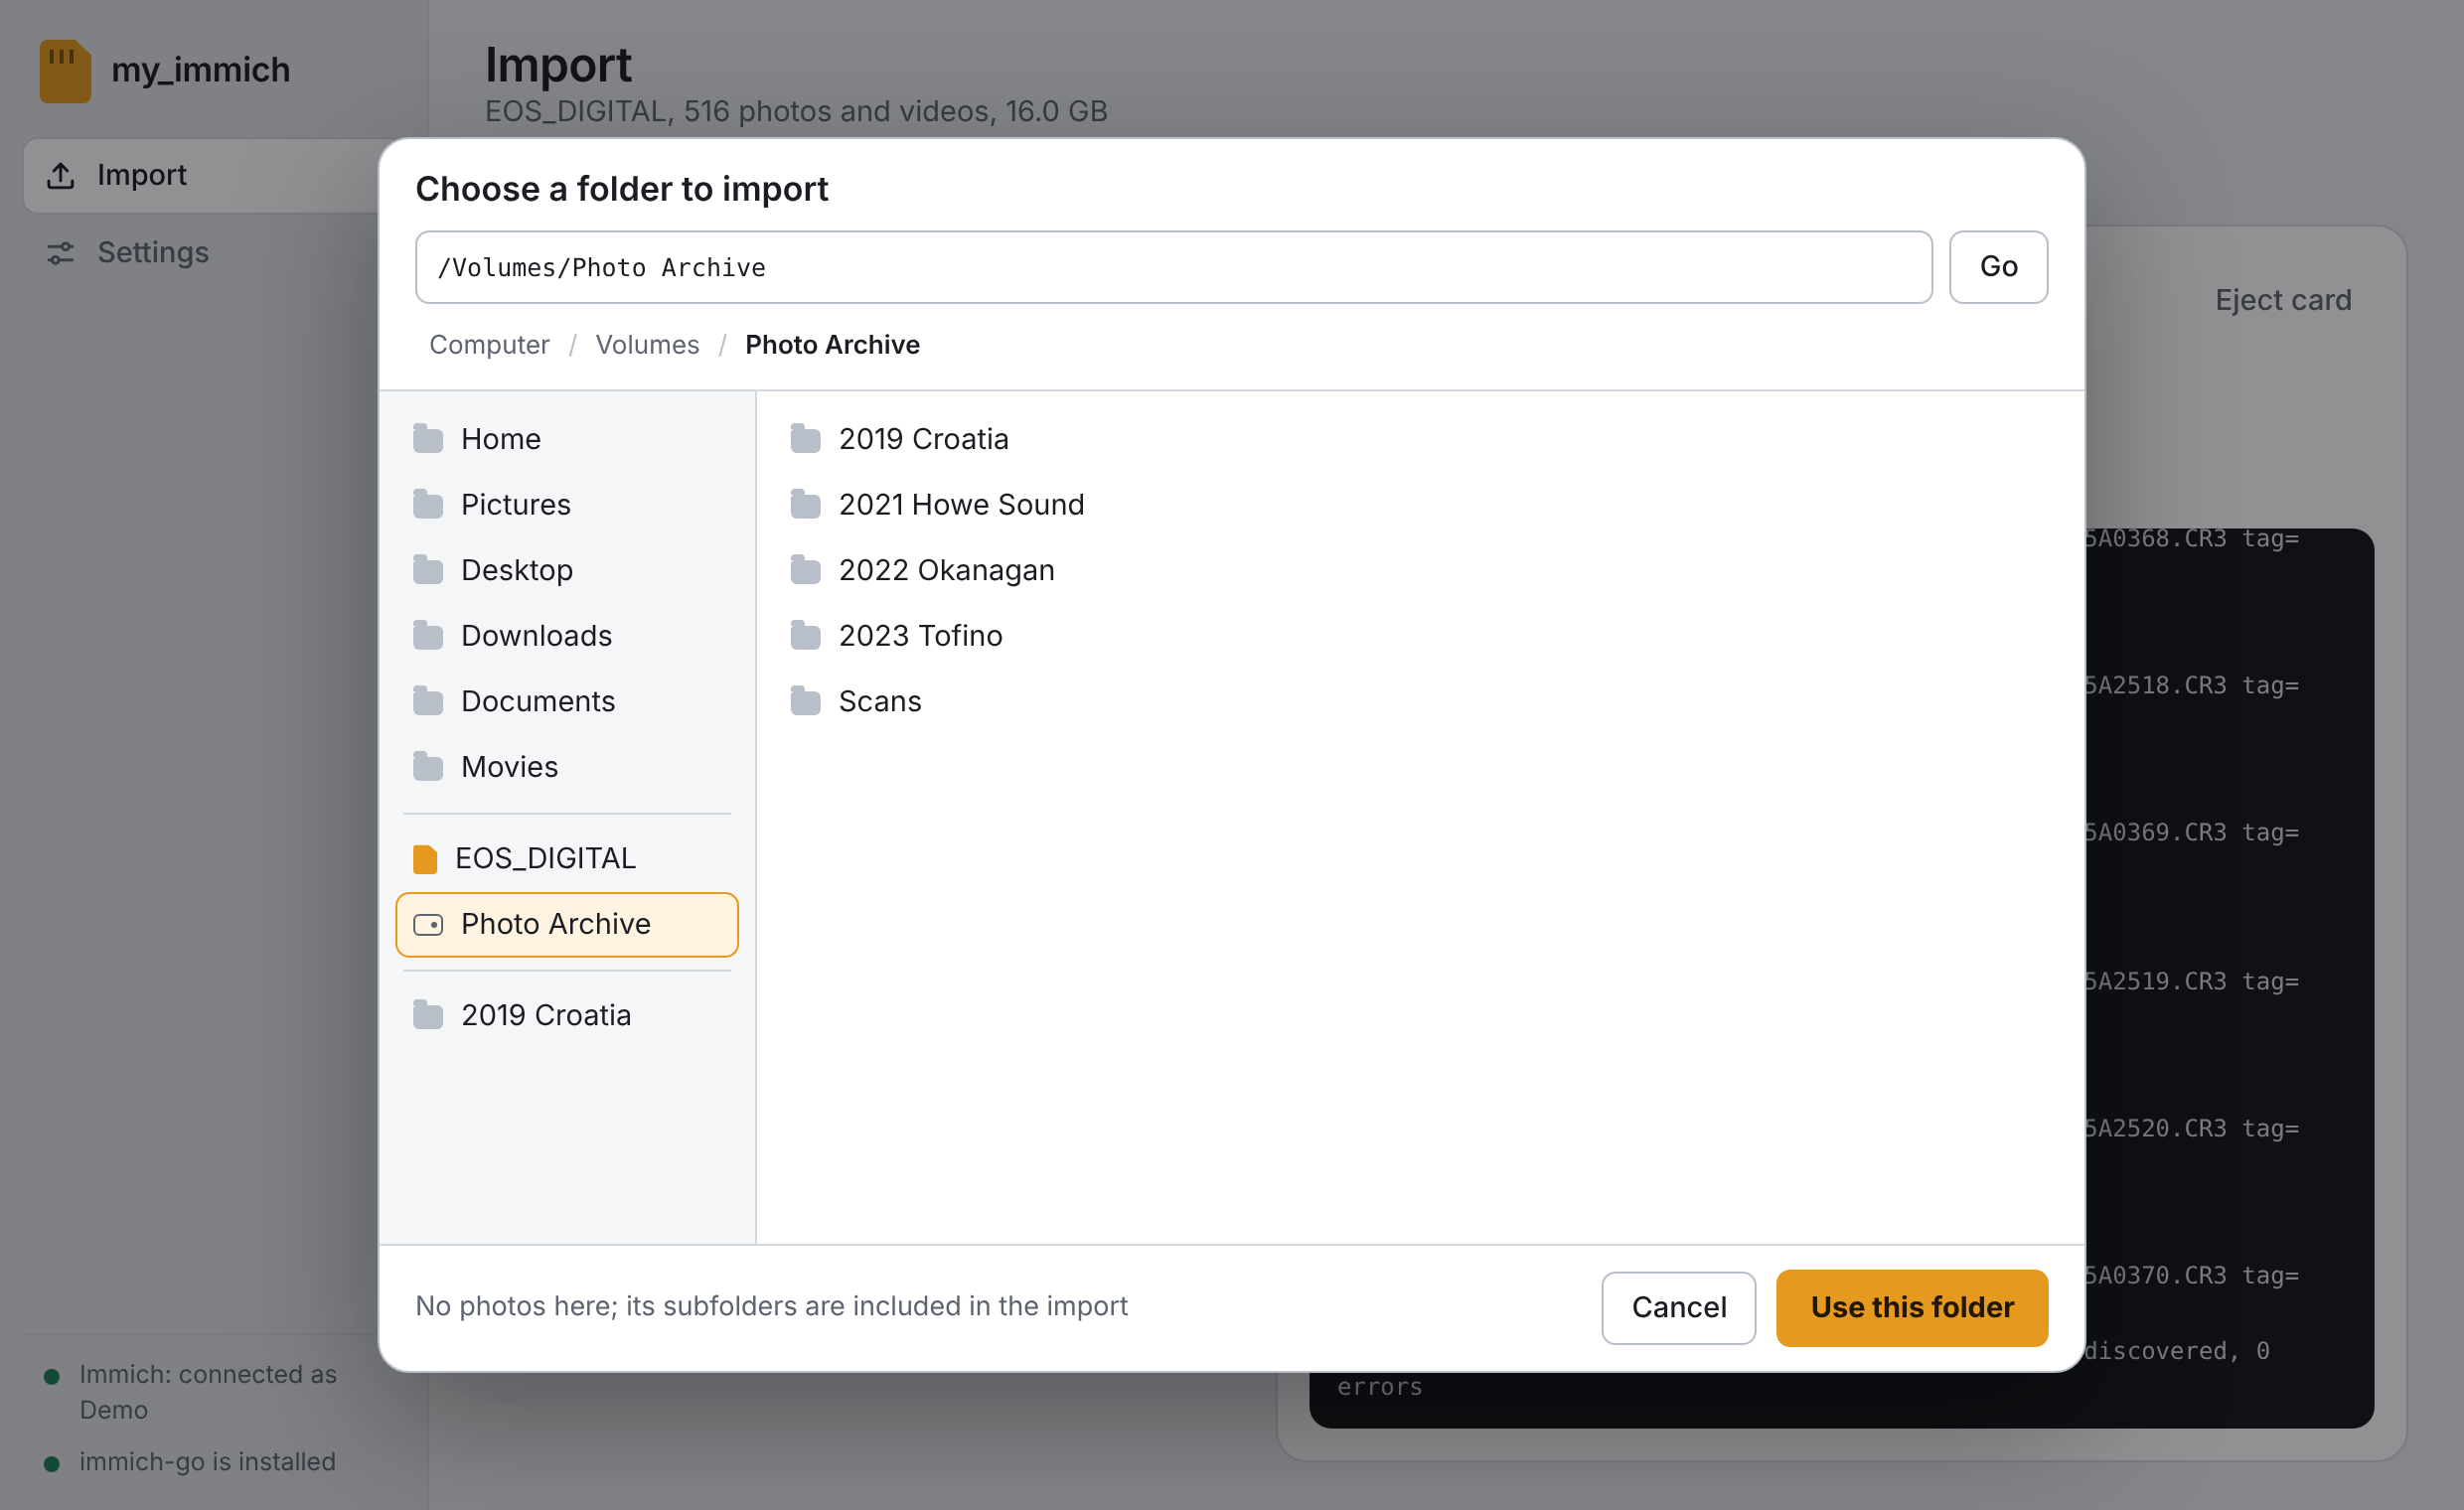 my_immich
Import
Settings
Import
EOS_DIGITAL, 516 photos and videos, 16.0 GB
Eject card
Choose a folder to import
/Volumes/Photo Archive
Go
Computer / Volumes / Photo Archive
Home
Pictures
Desktop
Downloads
Documents
Movies
EOS_DIGITAL
Photo Archive
2019 Croatia
2019 Croatia
2021 Howe Sound
2022 Okanagan
2023 Tofino
Scans
No photos here; its subfolders are included in the import
Cancel
Use this folder
5A0368.CR3 tag=
5A2518.CR3 tag=
5A0369.CR3 tag=
5A2519.CR3 tag=
5A2520.CR3 tag=
5A0370.CR3 tag=
discovered, 0
errors
Immich: connected as
Demo
immich-go is installed